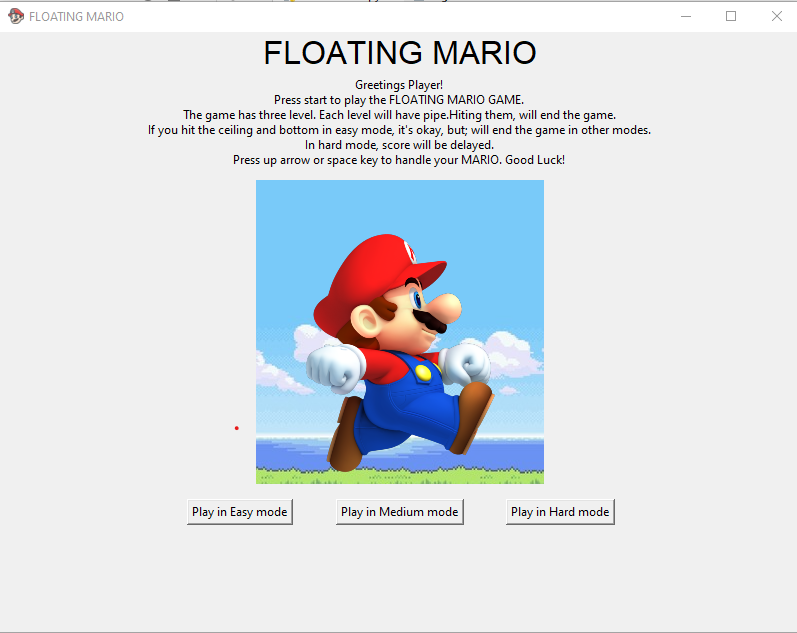 FLOATING MARIO
FLOATING MARIO
Greetings Player!
Press start to play the FLOATING MARIO GAME.
The game has three level. Each level will have pipe.Hiting them, will end the game.
If you hit the ceiling and bottom in easy mode, it's okay, but; will end the game in other modes.
In hard mode, score will be delayed.
Press up arrow or space key to handle your MARIO. Good Luck!
M
Play in Easy mode
Play in Medium mode
Play in Hard mode